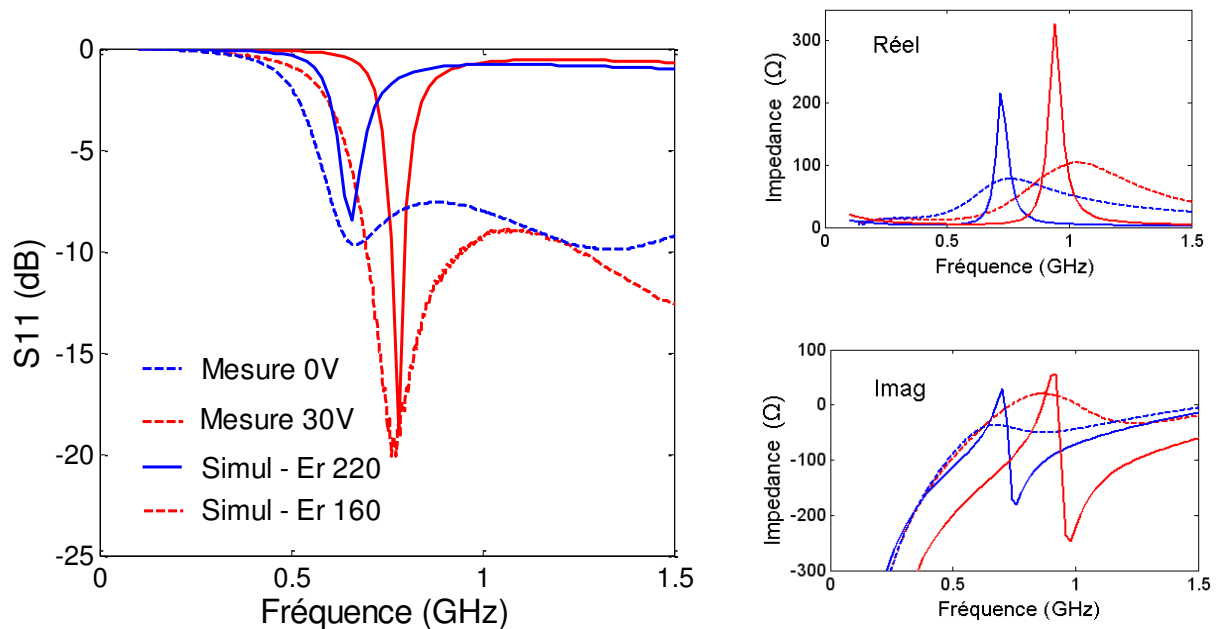 0
-5
-10
-15
-20
-25
S11 (dB)
Mesure 0V
Mesure 30V
Simul - Er 220
Simul - Er 160
0 0.5 1 1.5
Fréquence (GHz)
Réel
300
200
100
0
Impedance (Ω)
0 0.5 1 1.5
Fréquence (GHz)
Imag
100
0
-100
-200
-300
Impedance (Ω)
0 0.5 1 1.5
Fréquence (GHz)